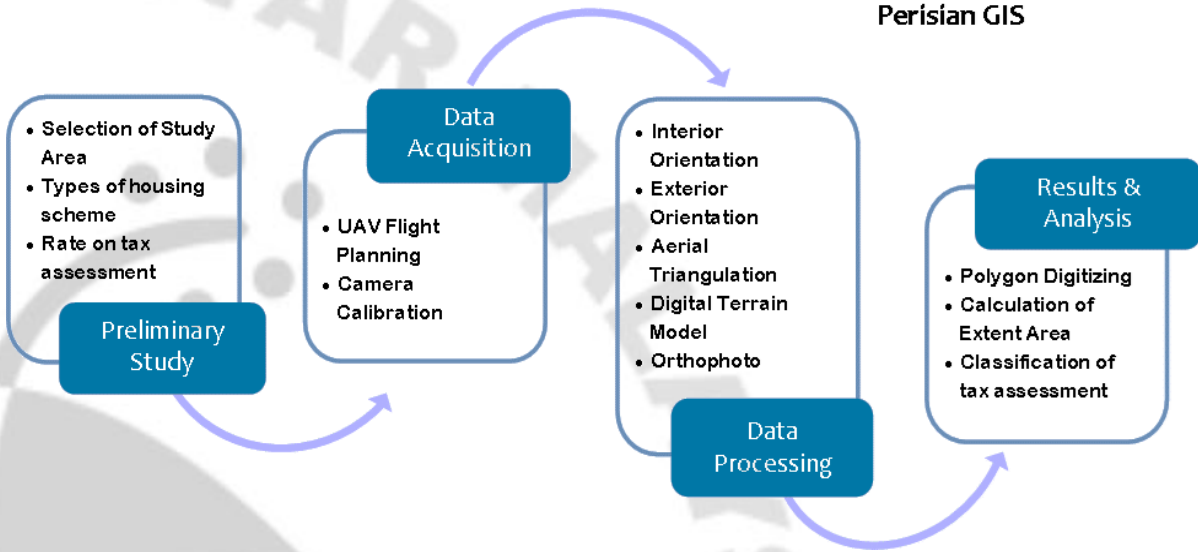 Perisian GIS
• Selection of Study
Area
• Types of housing
scheme
• Rate on tax
assessment
Preliminary
Study
Data
Acquisition
• UAV Flight
Planning
• Camera
Calibration
• Interior
Orientation
• Exterior
Orientation
• Aerial
Triangulation
• Digital Terrain
Model
• Orthophoto
Data
Processing
Results &
Analysis
• Polygon Digitizing
• Calculation of
Extent Area
• Classification of
tax assessment